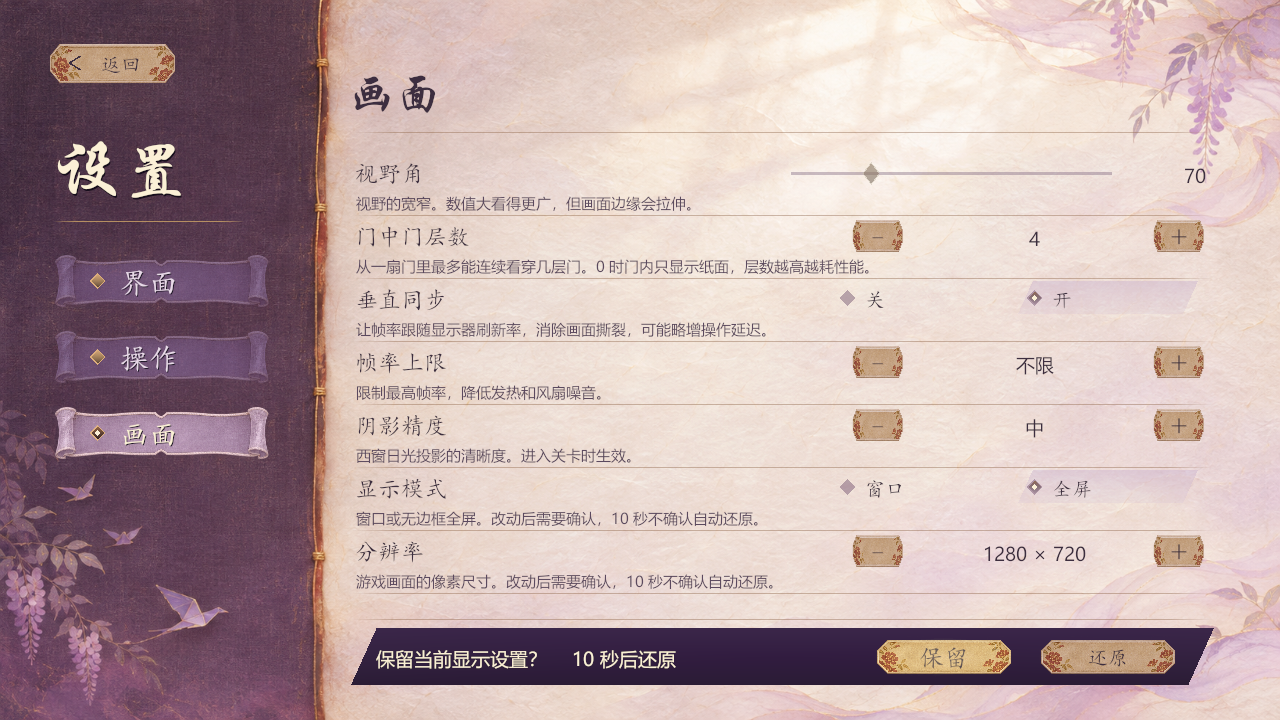 < 返回
设置
界面
操作
画面
画面
视野角 70
视野的宽窄。数值大看得更广，但画面边缘会拉伸。
门中门层数 − 4 +
从一扇门里最多能连续看穿几层门。0 时门内只显示纸面，层数越高越耗性能。
垂直同步 关 开
让帧率跟随显示器刷新率，消除画面撕裂，可能略增操作延迟。
帧率上限 − 不限 +
限制最高帧率，降低发热和风扇噪音。
阴影精度 − 中 +
西窗日光投影的清晰度。进入关卡时生效。
显示模式 窗口 全屏
窗口或无边框全屏。改动后需要确认，10 秒不确认自动还原。
分辨率 − 1280 × 720 +
游戏画面的像素尺寸。改动后需要确认，10 秒不确认自动还原。
保留当前显示设置？ 10 秒后还原 保留 还原